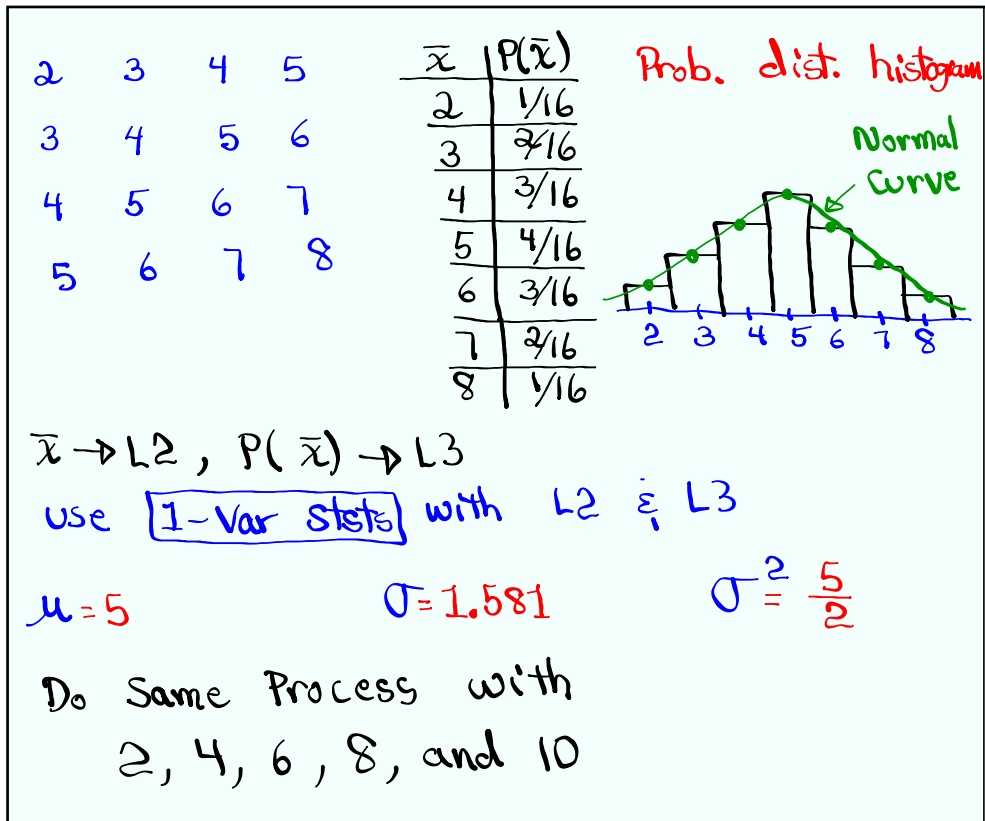 2 3 4 5
3 4 5 6
4 5 6 7
5 6 7 8
x̄ P(x̄)
2 1/16
3 2/16
4 3/16
5 4/16
6 3/16
7 2/16
8 1/16
Prob. dist. histogram
Normal
Curve
2 3 4 5 6 7 8
x̄ → L2 , P( x̄ ) → L3
use 1-Var Ststs with L2 & L3
μ = 5 σ = 1.581 σ² = 5/2
Do Same Process with
2, 4, 6, 8, and 10